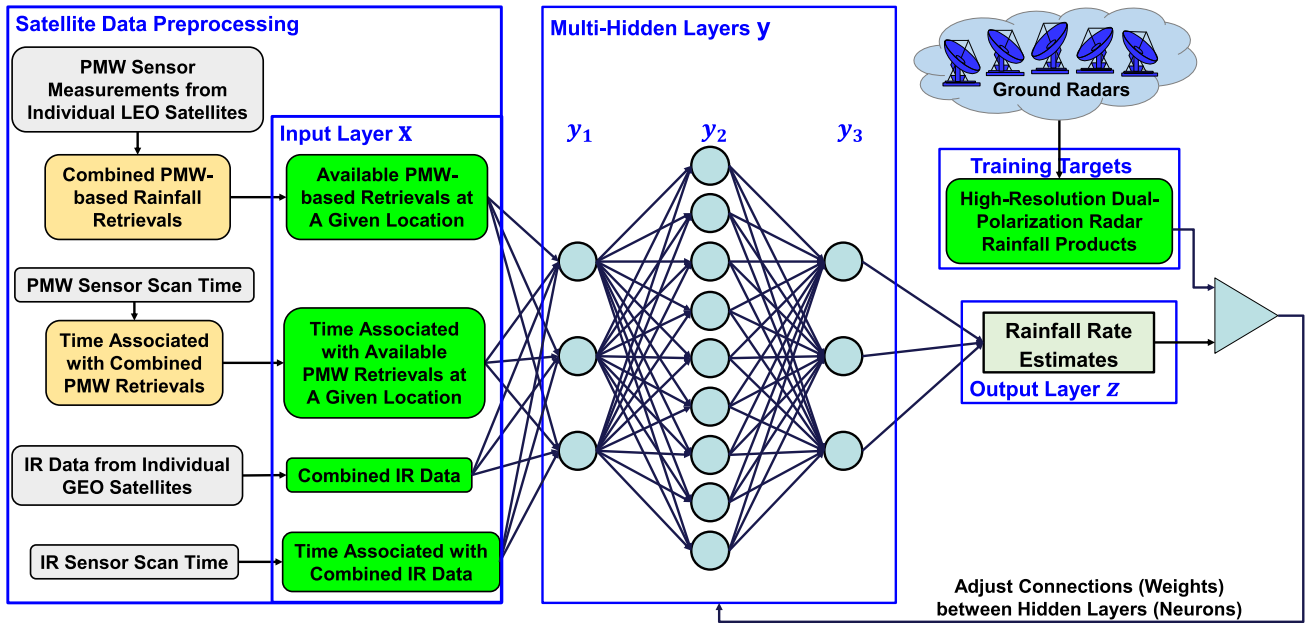 Satellite Data Preprocessing
PMW Sensor
Measurements from
Individual LEO Satellites
Combined PMW-
based Rainfall
Retrievals
PMW Sensor Scan Time
Time Associated
with Combined
PMW Retrievals
IR Data from Individual
GEO Satellites
IR Sensor Scan Time
Input Layer X
Available PMW-
based Retrievals at
A Given Location
Time Associated
with Available
PMW Retrievals at
A Given Location
Combined IR Data
Time Associated with
Combined IR Data
Multi-Hidden Layers y
y₁ y₂ y₃
Ground Radars
Training Targets
High-Resolution Dual-
Polarization Radar
Rainfall Products
Rainfall Rate
Estimates
Output Layer z
Adjust Connections (Weights)
between Hidden Layers (Neurons)